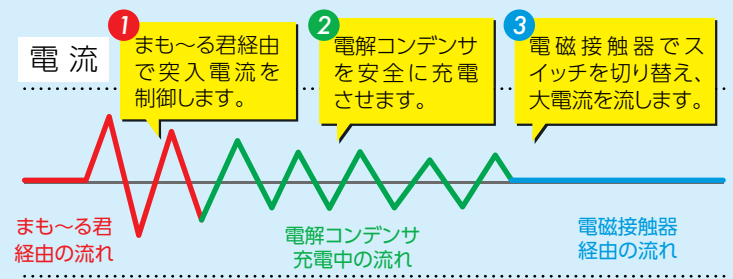 電流
1
まも〜る君経由
で突入電流を
制御します。
2
電解コンデンサ
を安全に充電
させます。
3
電磁接触器でス
イッチを切り替え、
大電流を流します。
まも〜る君
経由の流れ
電解コンデンサ
充電中の流れ
電磁接触器
経由の流れ